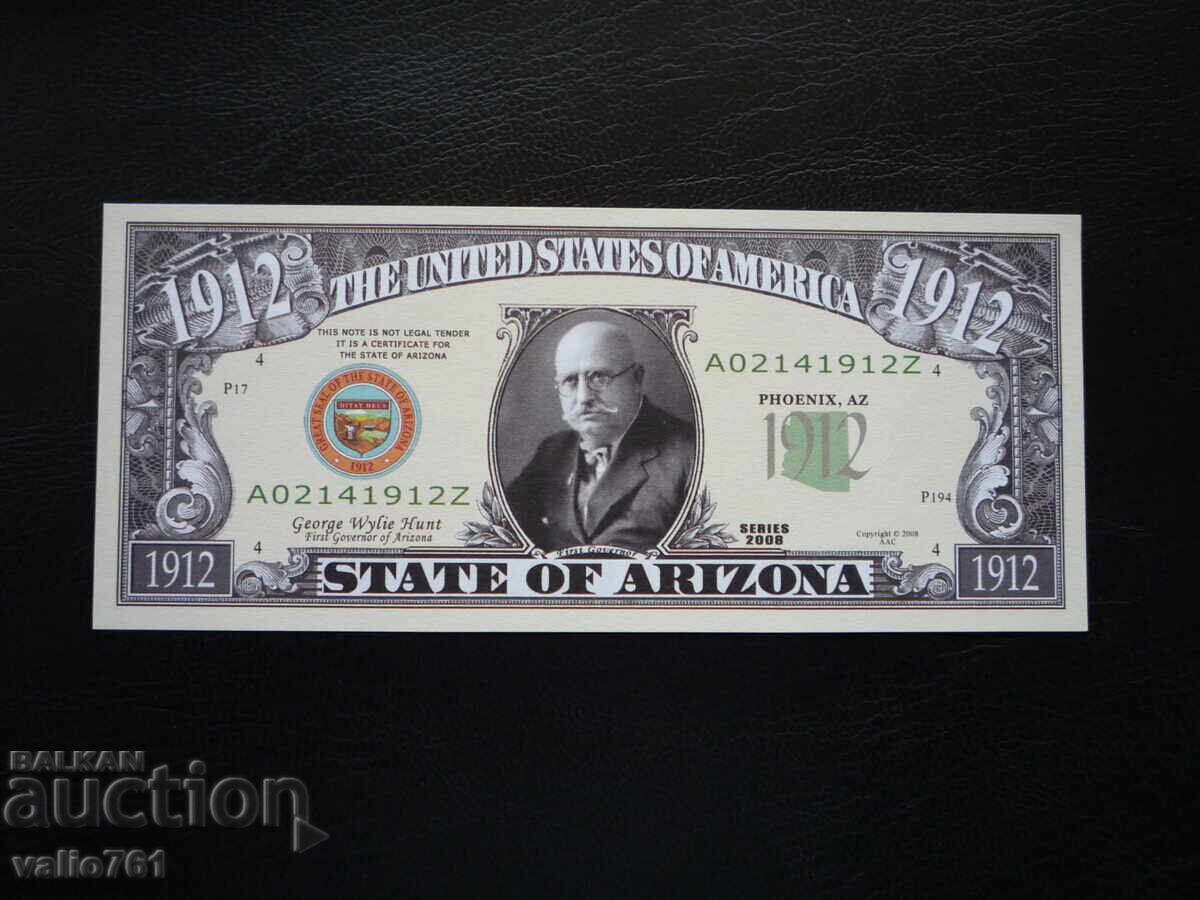 1912
THE UNITED STATES OF AMERICA
1912
THIS NOTE IS NOT LEGAL TENDER
IT IS A CERTIFICATE FOR
THE STATE OF ARIZONA
4
P17
GREAT SEAL OF THE STATE OF ARIZONA
DITAT DEUS
1912
A02141912Z
4
PHOENIX, AZ
1912
A02141912Z
P194
George Wylie Hunt
First Governor of Arizona
SERIES
2008
Copyright © 2008
AAC
4
4
First Governor
1912
STATE OF ARIZONA
1912
BALKAN
auction
valio761